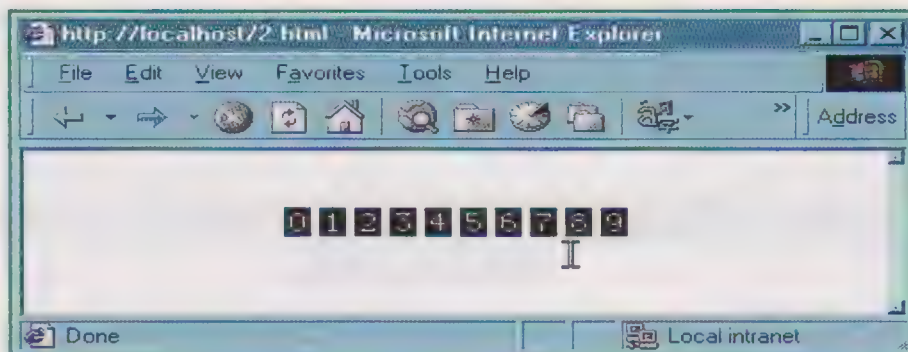 http://localhost/2.html - Microsoft Internet Explorer
File Edit View Favorites Tools Help
» Address
0 1 2 3 4 5 6 7 8 9
Done Local intranet